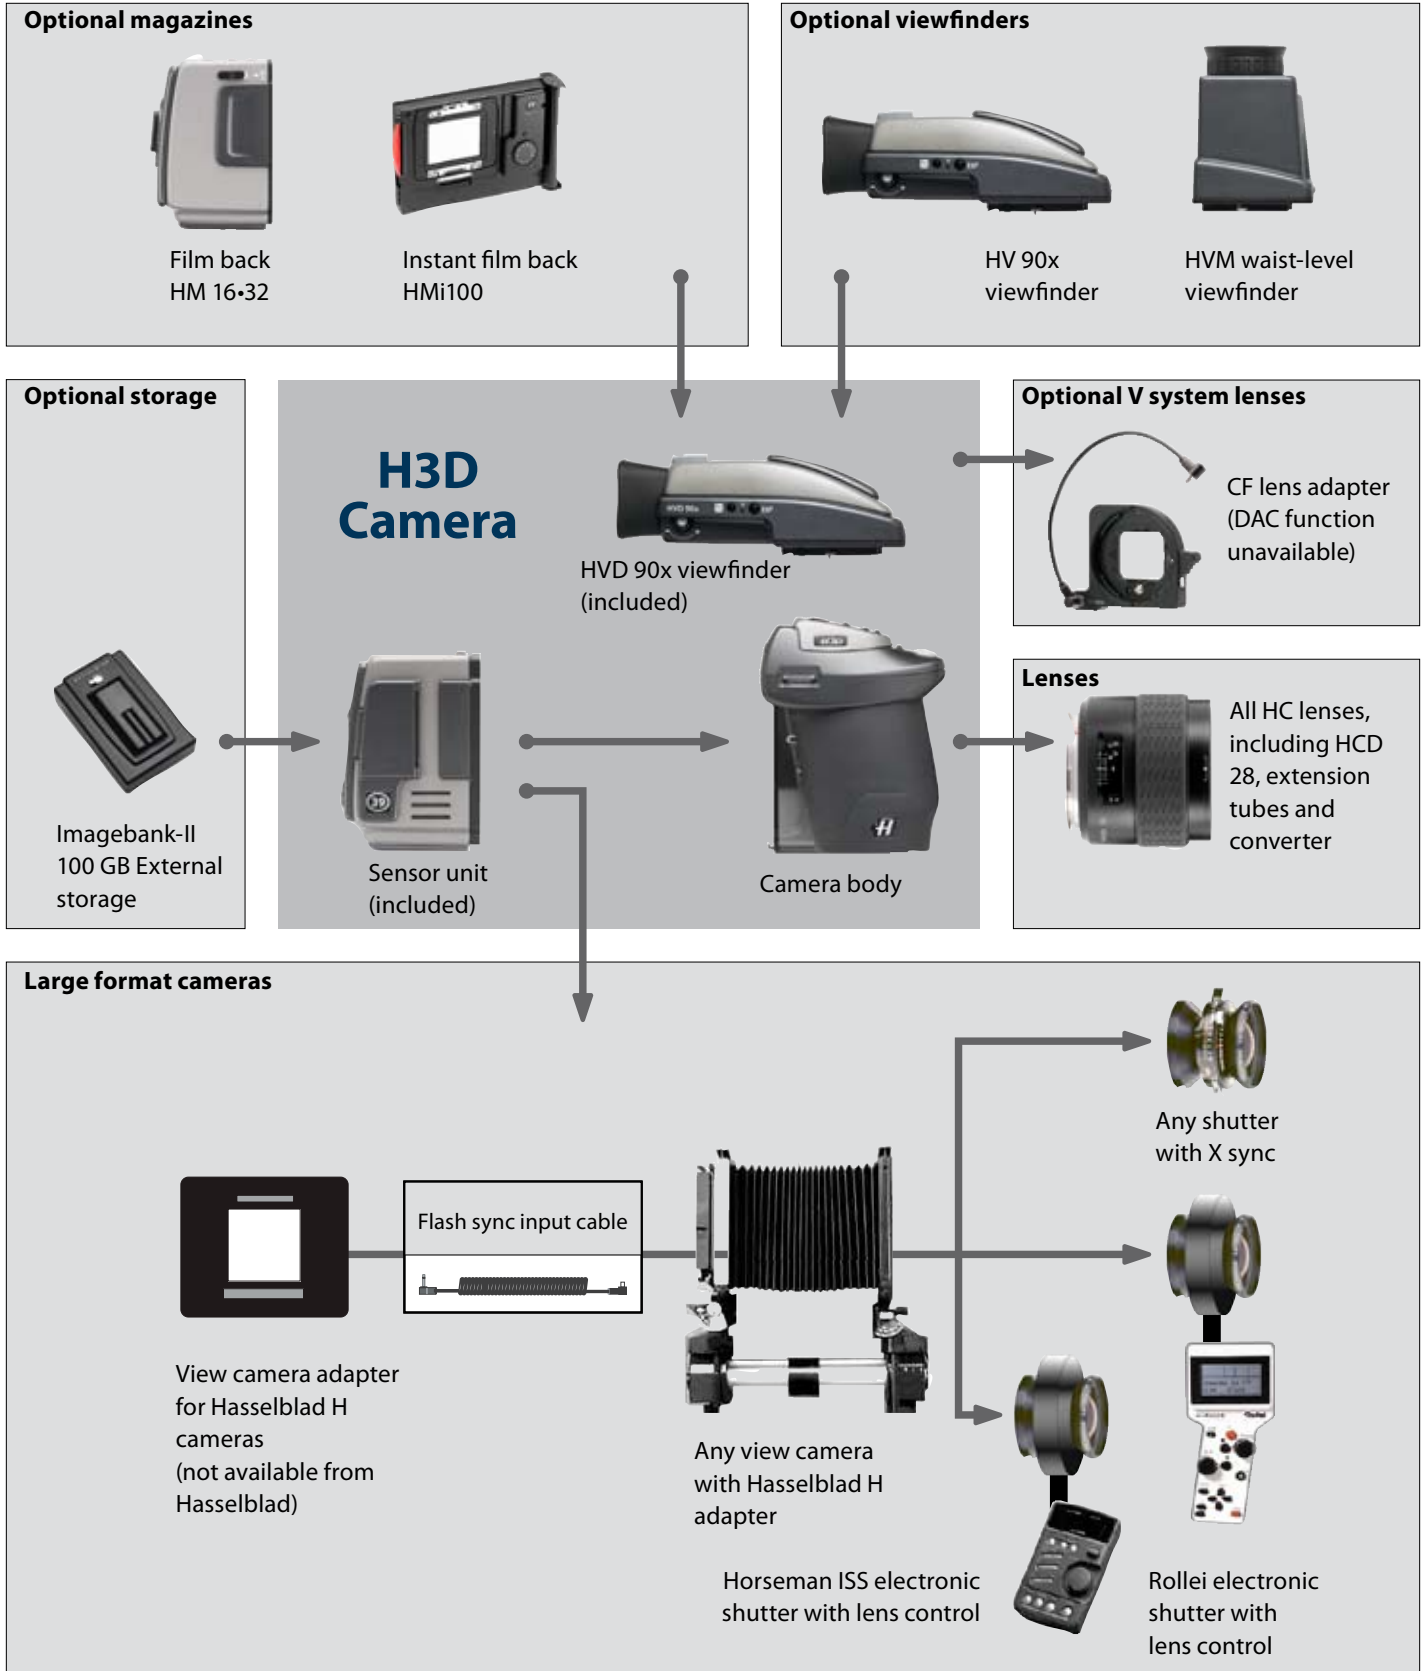 Optional magazines
Film back
HM 16•32
Instant film back
HMi100
Optional viewfinders
HV 90x
viewfinder
HVM waist-level
viewfinder
Optional storage
Imagebank-II
100 GB External
storage
H3D
Camera
HVD 90x
HVD 90x viewfinder
(included)
39
Sensor unit
(included)
H
Camera body
Optional V system lenses
CF lens adapter
(DAC function
unavailable)
Lenses
All HC lenses,
including HCD
28, extension
tubes and
converter
Large format cameras
View camera adapter
for Hasselblad H
cameras
(not available from
Hasselblad)
Flash sync input cable
Any view camera
with Hasselblad H
adapter
Any shutter
with X sync
Horseman ISS electronic
shutter with lens control
Rollei electronic
shutter with
lens control